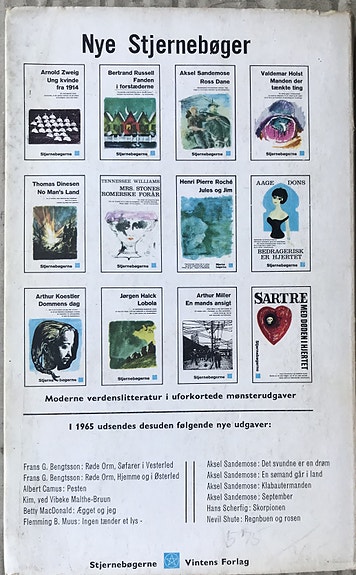 Nye Stjernebøger
Arnold Zweig
Ung kvinde
fra 1914
Stjernebøgerne
Bertrand Russell
Fanden
i forstæderne
Stjernebøgerne
Aksel Sandemose
Ross Dane
Stjernebøgerne
Valdemar Holst
Manden der
tænkte ting
Stjernebøgerne
Thomas Dinesen
No Man's Land
Stjernebøgerne
TENNESSEE WILLIAMS
MRS. STONES
ROMERSKE FORÅR
Stjernebøgerne
Henri Pierre Roché
Jules og Jim
AAGE DONS
BEDRAGERISK
ER HJERTET
Stjernebøgerne
Arthur Koestler
Dommens dag
Stjernebøgerne
Jørgen Halck
Lobola
Stjernebøgerne
Arthur Miller
En mands ansigt
Stjernebøgerne
SARTRE
MED DØDEN I HJERTET
Stjernebøgerne
Moderne verdenslitteratur i uforkortede mønsterudgaver
I 1965 udsendes desuden følgende nye udgaver:
Frans G. Bengtsson: Røde Orm, Søfarer i Vesterled
Frans G. Bengtsson: Røde Orm, Hjemme og i Østerled
Albert Camus: Pesten
Kim, ved Vibeke Malthe-Bruun
Betty MacDonald: Ægget og jeg
Flemming B. Muus: Ingen tænder et lys -
Aksel Sandemose: Det svundne er en drøm
Aksel Sandemose: En sømand går i land
Aksel Sandemose: Klabautermanden
Aksel Sandemose: September
Hans Scherfig: Skorpionen
Nevil Shute: Regnbuen og rosen
Stjernebøgerne Vintens Forlag